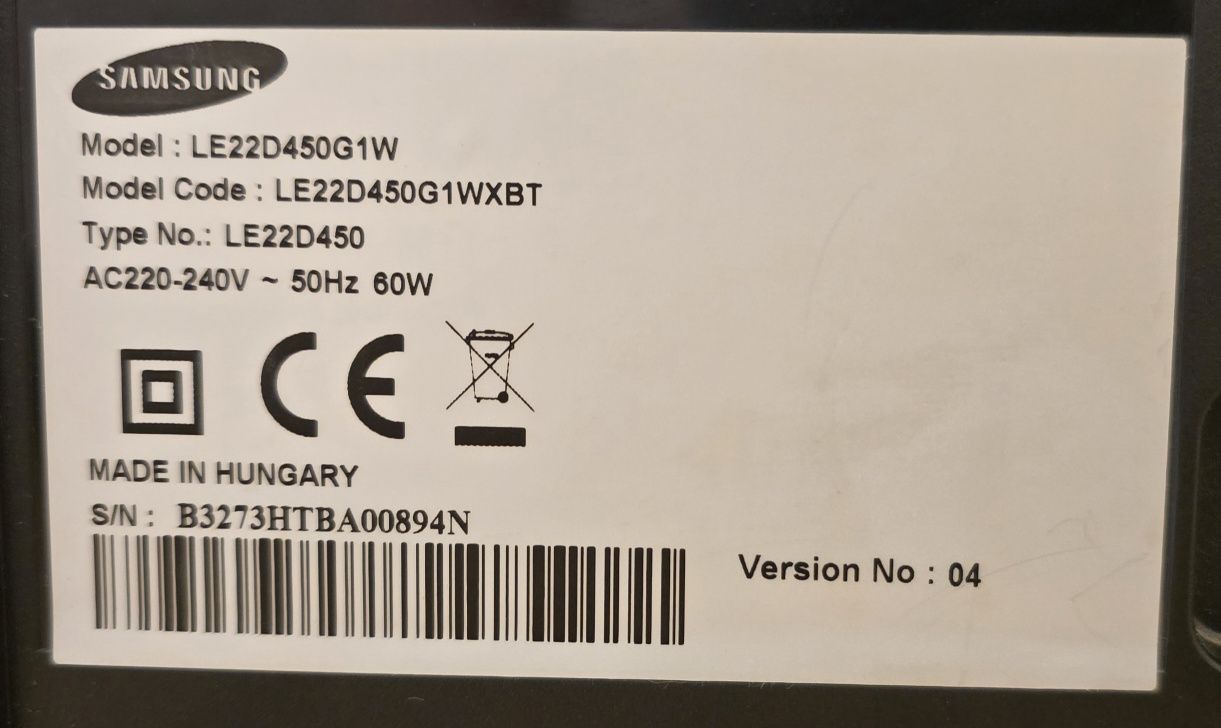 SAMSUNG
Model : LE22D450G1W
Model Code : LE22D450G1WXBT
Type No.: LE22D450
AC220-240V ~ 50Hz 60W
CE
MADE IN HUNGARY
S/N : B3273HTBA00894N
Version No : 04